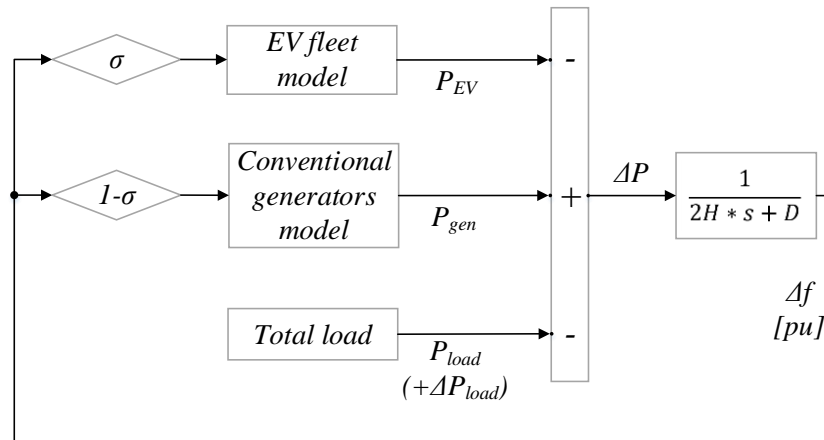 σ
EV fleet
model
P_EV
-
1-σ
Conventional
generators
model
P_gen
+
ΔP
1
2H * s + D
Δf
[pu]
Total load
P_load
(+ΔP_load)
-